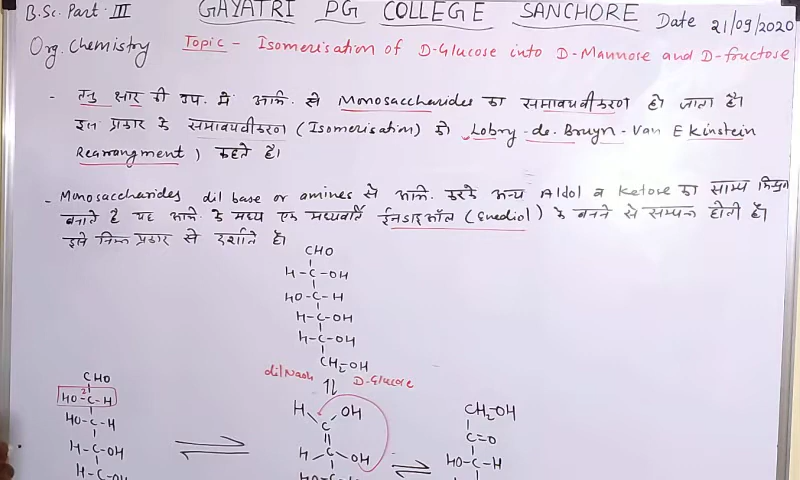 B.Sc. Part - III GAYATRI PG COLLEGE SANCHORE Date 21/09/2020
Org. Chemistry Topic - Isomerisation of D-Glucose into D-Mannose and D-fructose
- तनु क्षार की उप. में अभि. से Monosaccharides का समावयवीकरण हो जाता है।
इस प्रकार के समावयवीकरण (Isomerisation) को Lobry-de-Bruyn-Van Ekinstein
Rearrangment) कहते है।
- Monosaccharides dil base or amines से अभि. करके अन्य Aldol व Ketose का साम्य मिश्रण
बनाते है यह अभि. के मध्य एक मध्यवर्ति ईनडाइऑल (Enediol) के बनने से सम्पन्न होती है।
इसे निम्न प्रकार से दर्शाते है।
CHO
H-C-OH
HO-C-H
H-C-OH
H-C-OH
CH2OH
dil NaOH ⇅ D-Glucose
CHO
2
HO-C-H
HO-C-H
H-C-OH
H-C-OH
⇌
H OH
C
||
H-C-OH
HO-C-H
⇌
CH2OH
C=O
HO-C-H